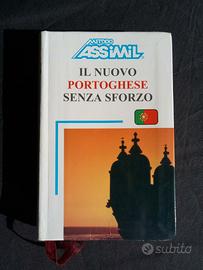 METODO
ASSiMiL
IL NUOVO
PORTOGHESE
SENZA SFORZO
subito